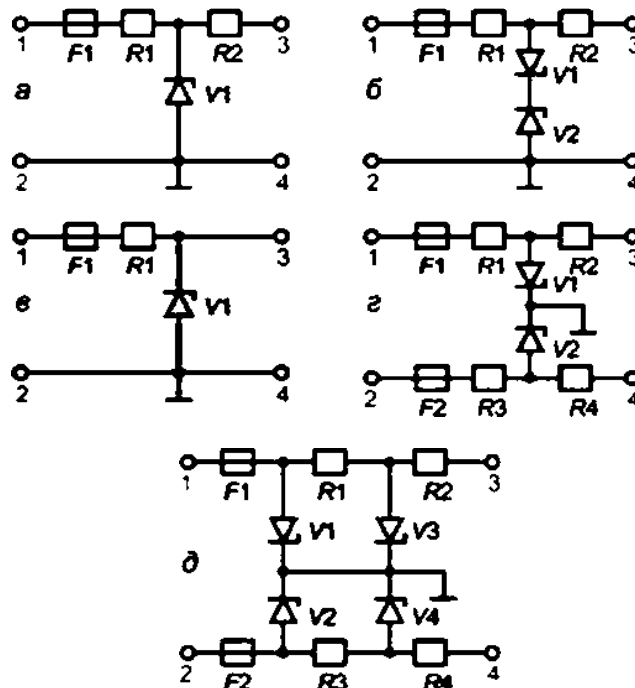 1 F1 R1 R2 3
а V1
2 4
1 F1 R1 R2 3
б V1
V2
2 4
1 F1 R1 3
в V1
2 4
1 F1 R1 R2 3
г V1
V2
2 F2 R3 R4 4
1 F1 R1 R2 3
д V1 V3
V2 V4
2 F2 R3 R4 4